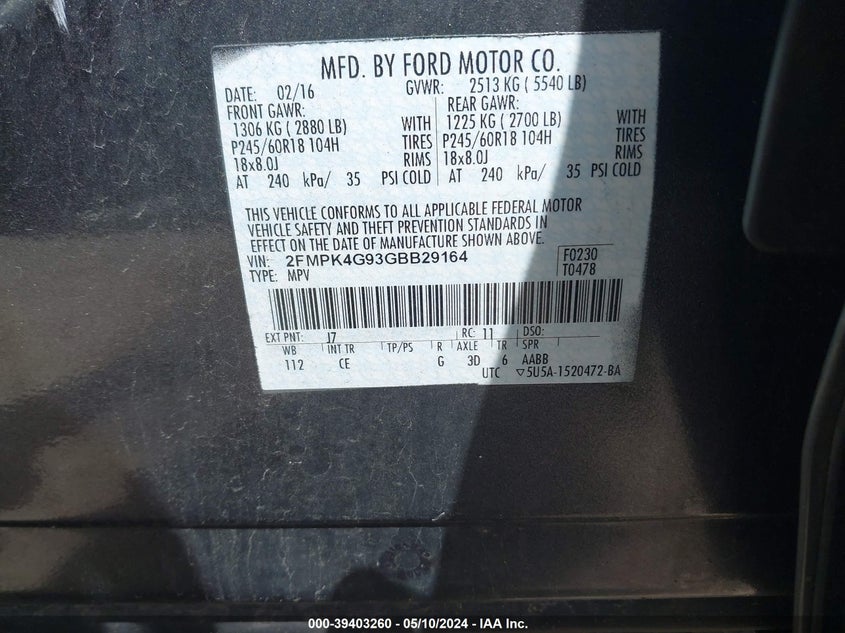 MFD. BY FORD MOTOR CO.
DATE: 02/16 GVWR: 2513 KG ( 5540 LB)
FRONT GAWR: REAR GAWR:
1306 KG ( 2880 LB) WITH 1225 KG ( 2700 LB) WITH
P245/60R18 104H TIRES P245/60R18 104H TIRES
18x8.0J RIMS 18x8.0J RIMS
AT 240 kPa/ 35 PSI COLD AT 240 kPa/ 35 PSI COLD
THIS VEHICLE CONFORMS TO ALL APPLICABLE FEDERAL MOTOR
VEHICLE SAFETY AND THEFT PREVENTION STANDARDS IN
EFFECT ON THE DATE OF MANUFACTURE SHOWN ABOVE.
VIN: 2FMPK4G93GBB29164 F0230
TYPE: MPV T0478
EXT PNT: J7 RC: 11 DSO:
WB INT TR TP/PS R AXLE TR SPR
112 CE G 3D 6 AABB
UTC ▽5U5A-1520472-BA
000-39403260 - 05/10/2024 - IAA Inc.